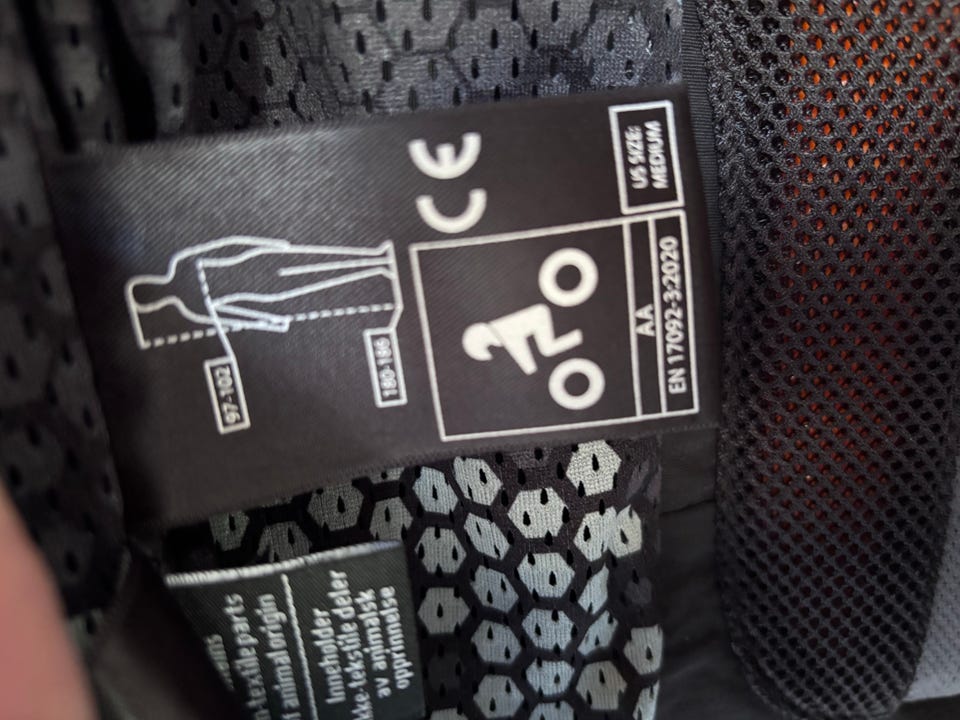 US SIZE:
MEDIUM
CE
AA
EN 17092-3:2020
97-102
180-186
parts
animal origin
Inneholder
tekstile deler
av animalsk
opprinnelse